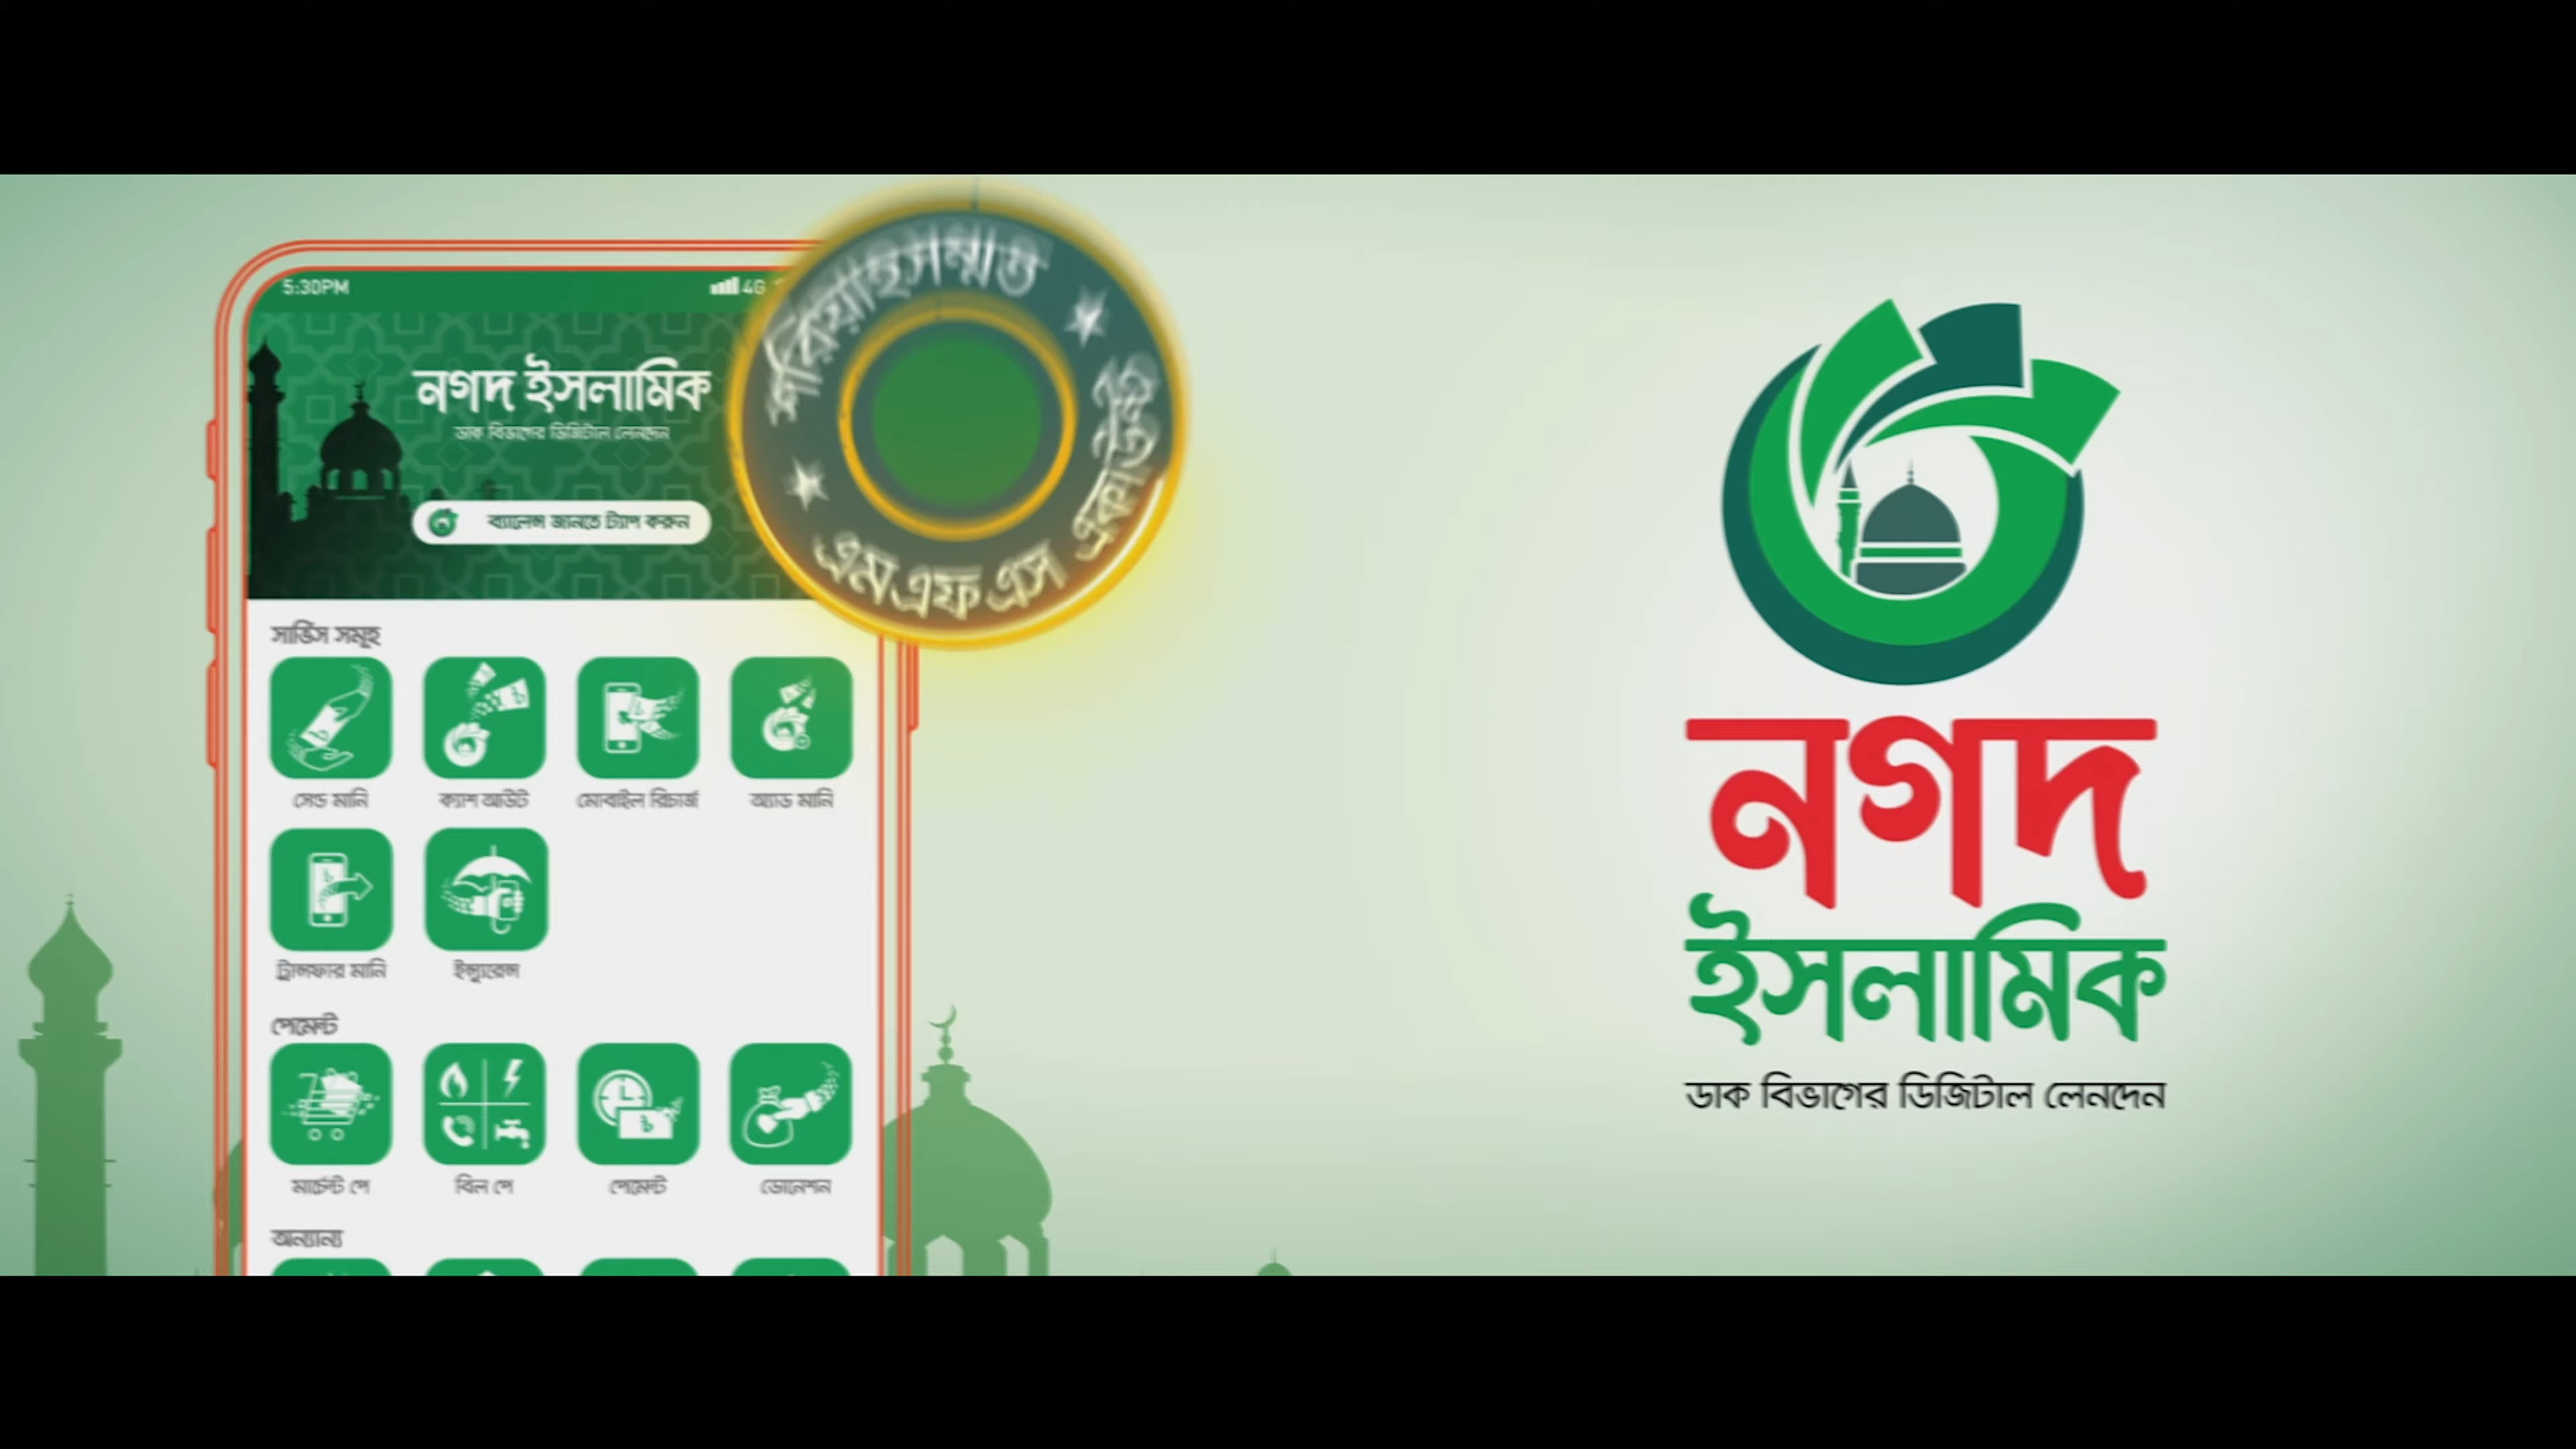 5:30PM
4G
নগদ ইসলামিক
ডাক বিভাগের ডিজিটাল লেনদেন
ব্যালেন্স জানতে ট্যাপ করুন
শরিয়াহসম্মত ★ এমএফএস একাউন্ট ★
সার্ভিস সমূহ
সেন্ড মানি ক্যাশ আউট মোবাইল রিচার্জ অ্যাড মানি
ট্রান্সফার মানি ইন্স্যুরেন্স
পেমেন্ট
মার্চেন্ট পে বিল পে পেমেন্ট ডোনেশন
অন্যান্য
নগদ
ইসলামিক
ডাক বিভাগের ডিজিটাল লেনদেন